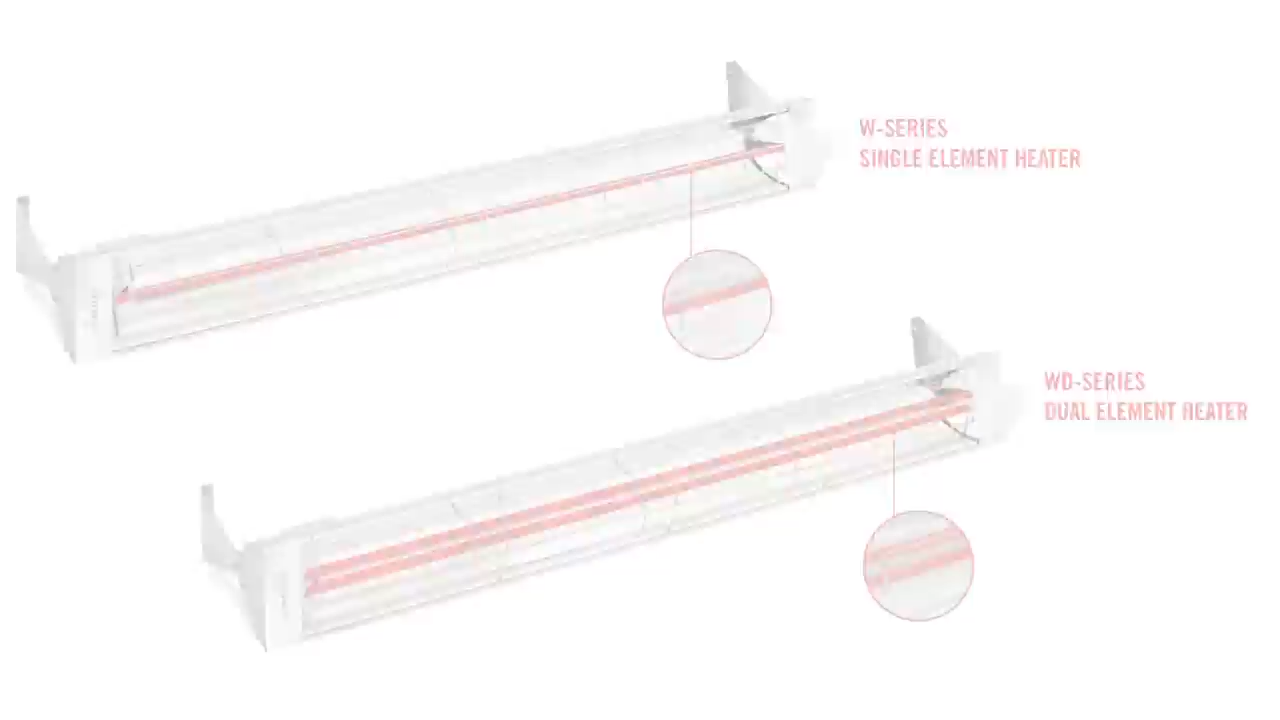 W-SERIES
SINGLE ELEMENT HEATER
WD-SERIES
DUAL ELEMENT HEATER